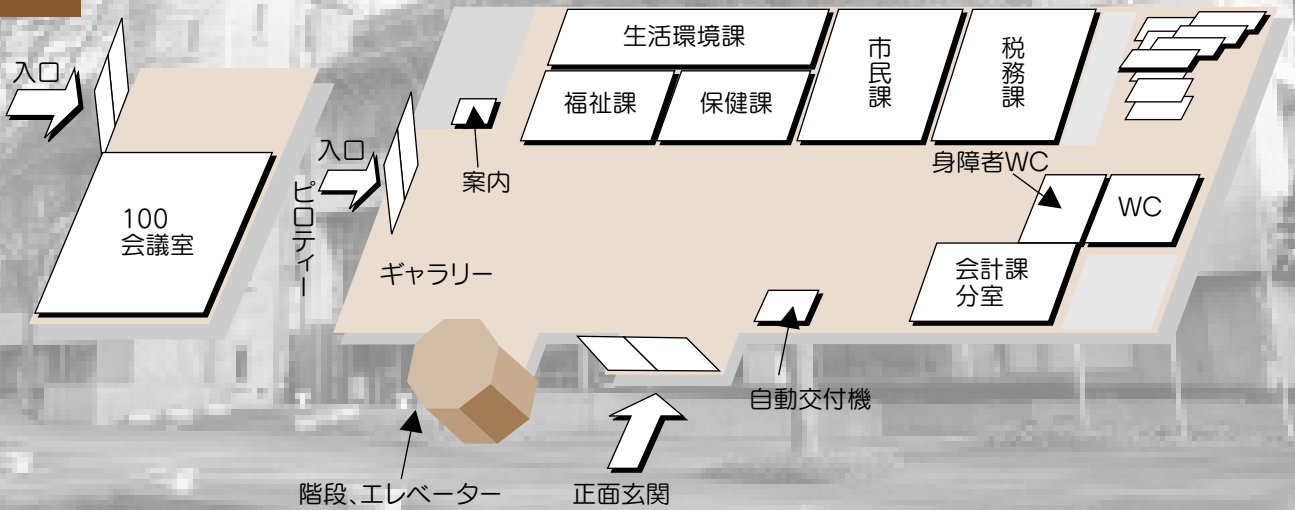 生活環境課
市民課
税務課
入口
福祉課
保健課
入口
案内
身障者WC
ピロティー
100
会議室
WC
ギャラリー
会計課
分室
自動交付機
階段、エレベーター
正面玄関